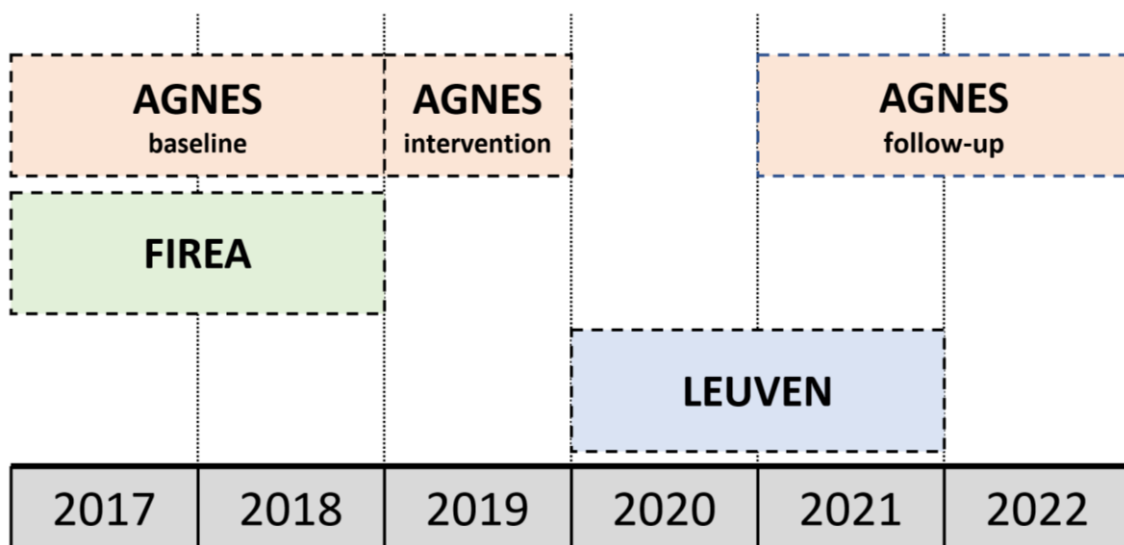 AGNES
baseline
AGNES
intervention
AGNES
follow-up
FIREA
LEUVEN
2017
2018
2019
2020
2021
2022